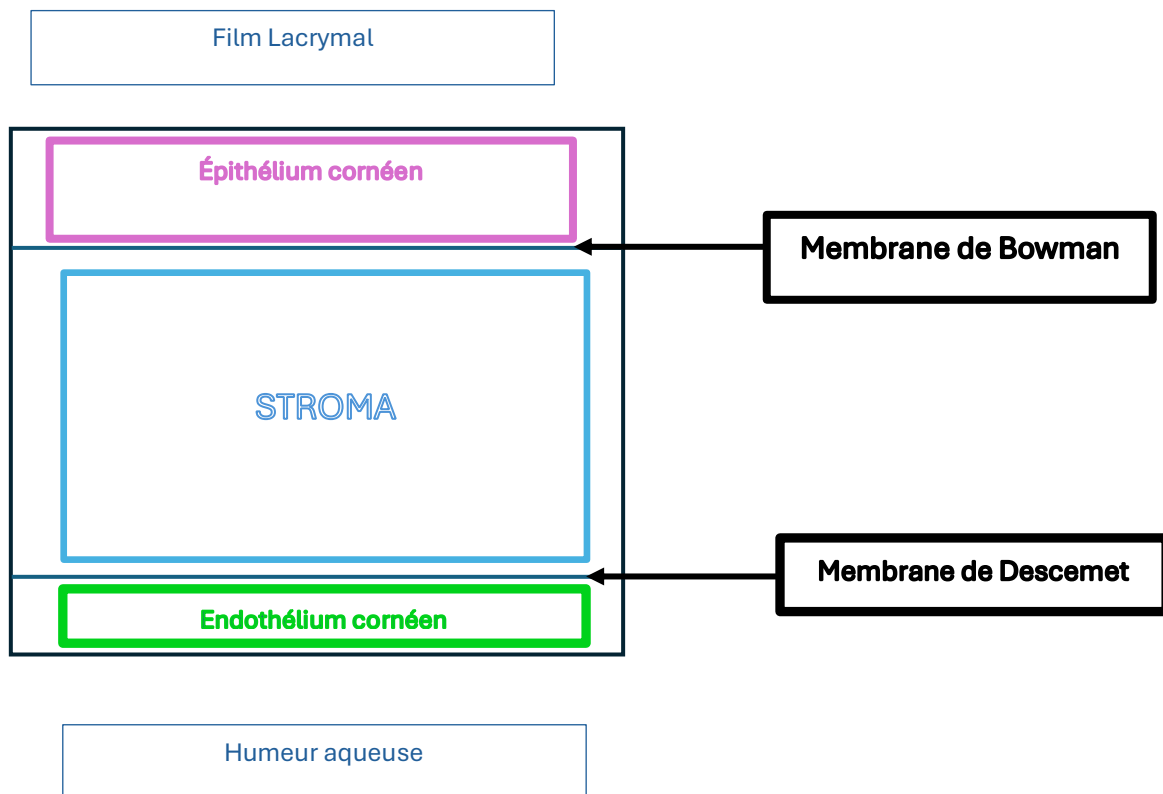 Film Lacrymal
Épithélium cornéen
Membrane de Bowman
STROMA
Membrane de Descemet
Endothélium cornéen
Humeur aqueuse